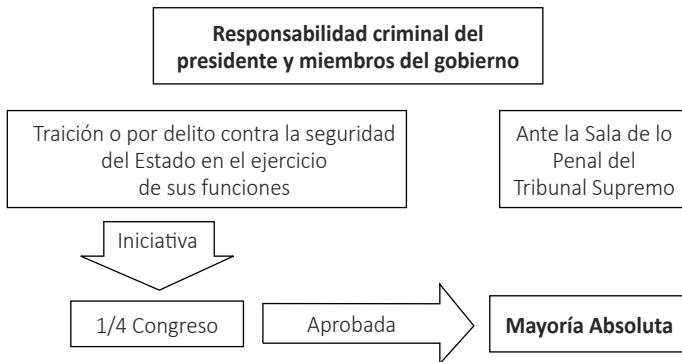 Responsabilidad criminal del
presidente y miembros del gobierno
Traición o por delito contra la seguridad
del Estado en el ejercicio
de sus funciones
Ante la Sala de lo
Penal del
Tribunal Supremo
Iniciativa
1/4 Congreso
Aprobada
Mayoría Absoluta